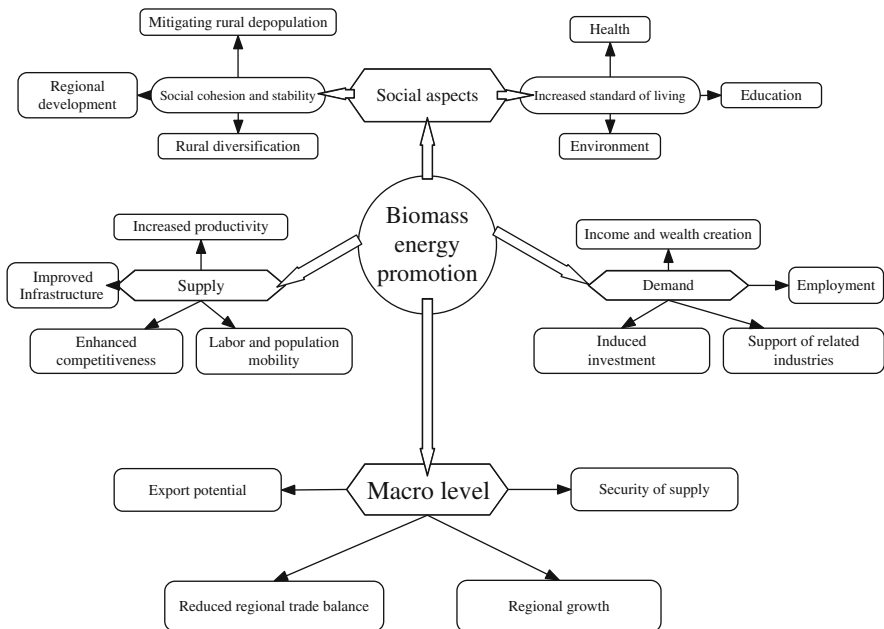 Mitigating rural depopulation
Health
Regional
development
Social cohesion and stability
Social aspects
Increased standard of living
Education
Rural diversification
Environment
Biomass
energy
promotion
Increased productivity
Income and wealth creation
Improved
Infrastructure
Supply
Demand
Employment
Enhanced
competitiveness
Labor and population
mobility
Induced
investment
Support of related
industries
Export potential
Macro level
Security of supply
Reduced regional trade balance
Regional growth